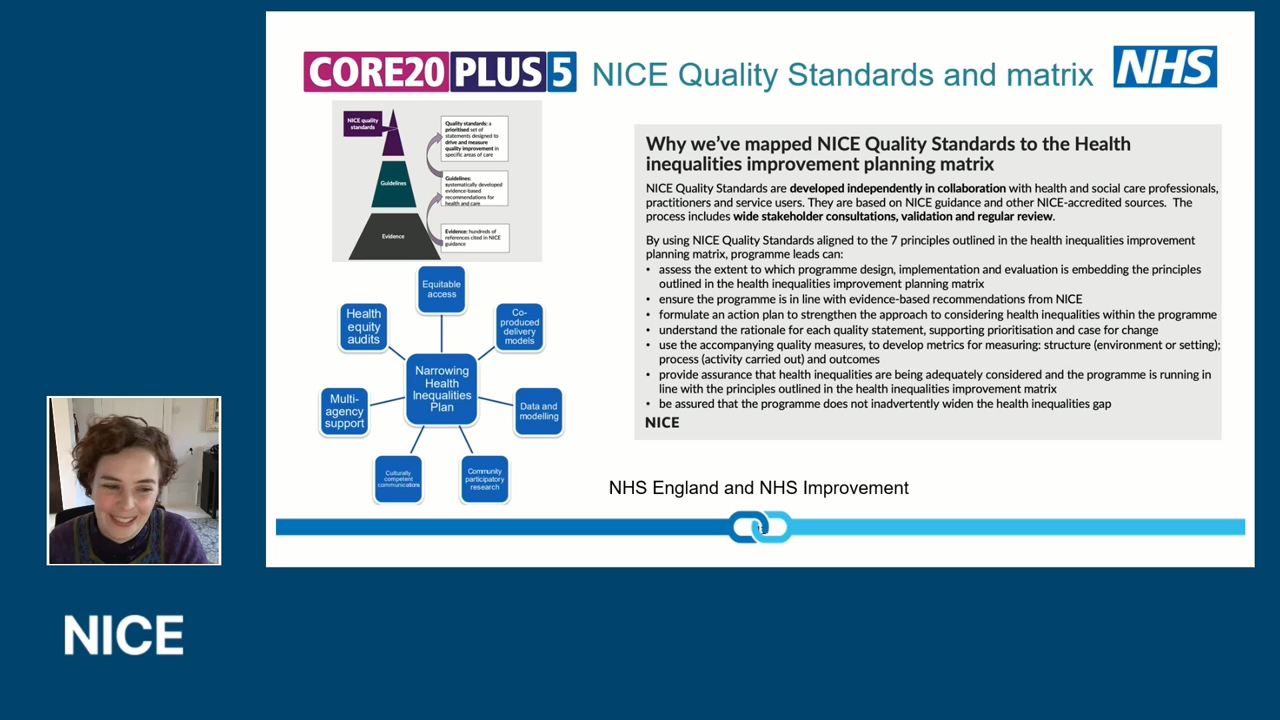 CORE20 PLUS 5 NICE Quality Standards and matrix NHS
NICE quality
standards
Quality standards: a
prioritised set of
statements designed to
drive and measure
quality improvement in
specific areas of care
Guidelines
Guidelines:
systematically developed
evidence-based
recommendations for
health and care
Evidence
Evidence: hundreds of
references cited in NICE
guidance
Equitable
access
Health
equity
audits
Co-
produced
delivery
models
Narrowing
Health
Inequalities
Plan
Multi-
agency
support
Data and
modelling
Culturally
competent
communications
Community
participatory
research
Why we've mapped NICE Quality Standards to the Health
inequalities improvement planning matrix
NICE Quality Standards are developed independently in collaboration with health and social care professionals,
practitioners and service users. They are based on NICE guidance and other NICE-accredited sources. The
process includes wide stakeholder consultations, validation and regular review.
By using NICE Quality Standards aligned to the 7 principles outlined in the health inequalities improvement
planning matrix, programme leads can:
• assess the extent to which programme design, implementation and evaluation is embedding the principles
outlined in the health inequalities improvement planning matrix
• ensure the programme is in line with evidence-based recommendations from NICE
• formulate an action plan to strengthen the approach to considering health inequalities within the programme
• understand the rationale for each quality statement, supporting prioritisation and case for change
• use the accompanying quality measures, to develop metrics for measuring: structure (environment or setting);
process (activity carried out) and outcomes
• provide assurance that health inequalities are being adequately considered and the programme is running in
line with the principles outlined in the health inequalities improvement matrix
• be assured that the programme does not inadvertently widen the health inequalities gap
NICE
NHS England and NHS Improvement
NICE